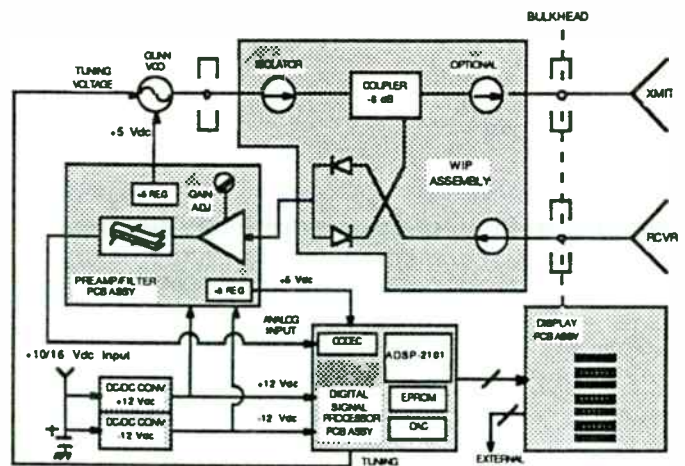 BULKHEAD
GUNN
VCO
TUNING
VOLTAGE
ISOLATOR
COUPLER
-6 dB
OPTIONAL
XMIT
+5 Vdc
WIP
ASSEMBLY
+5 REG
GAIN
ADJ
RCVR
PREAMP/FILTER
PCB ASSY
+5 REG
+5 Vdc
ANALOG
INPUT
DISPLAY
PCB ASSY
+10/16 Vdc Input
CODEC
ADSP-2101
DC/DC CONV
+12 Vdc
+12 Vdc
DIGITAL
SIGNAL
PROCESSOR
PCB ASSY
EPROM
DC/DC CONV
-12 Vdc
-12 Vdc
DAC
+
TUNING
EXTERNAL